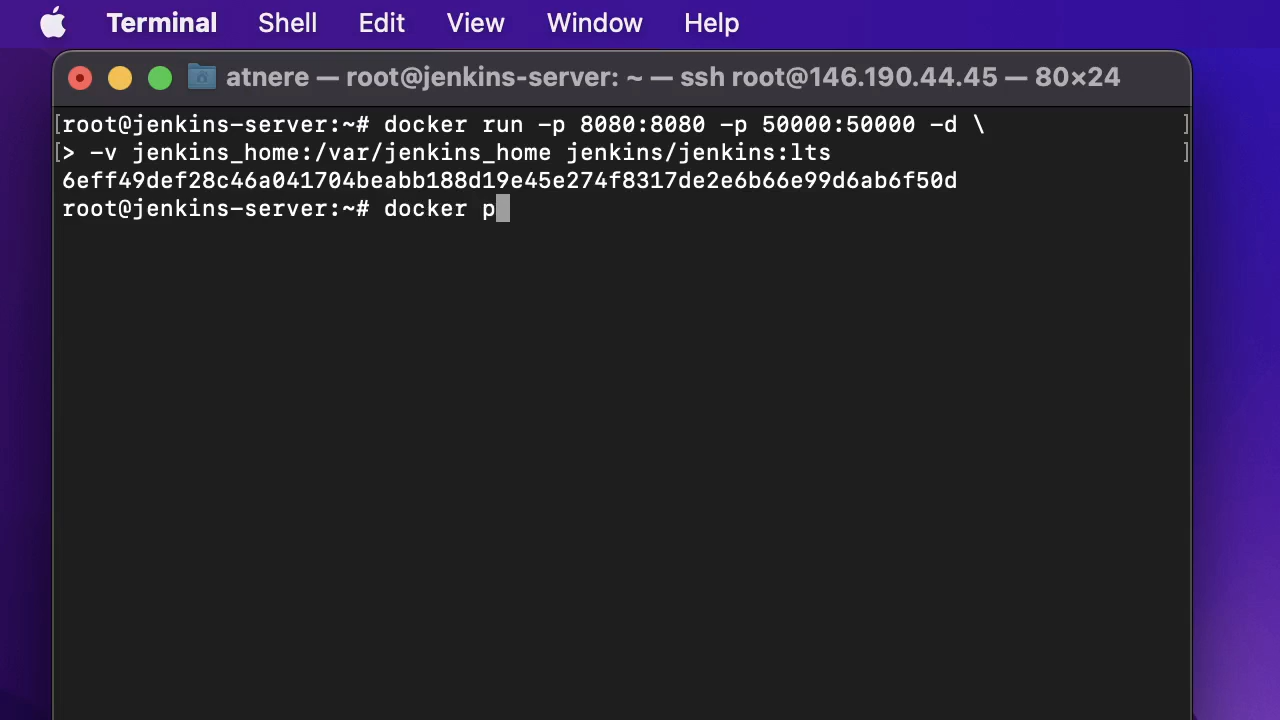 Terminal Shell Edit View Window Help
atnere — root@jenkins-server: ~ — ssh root@146.190.44.45 — 80×24
[root@jenkins-server:~# docker run -p 8080:8080 -p 50000:50000 -d \ ]
[> -v jenkins_home:/var/jenkins_home jenkins/jenkins:lts ]
6eff49def28c46a041704beabb188d19e45e274f8317de2e6b66e99d6ab6f50d
root@jenkins-server:~# docker p